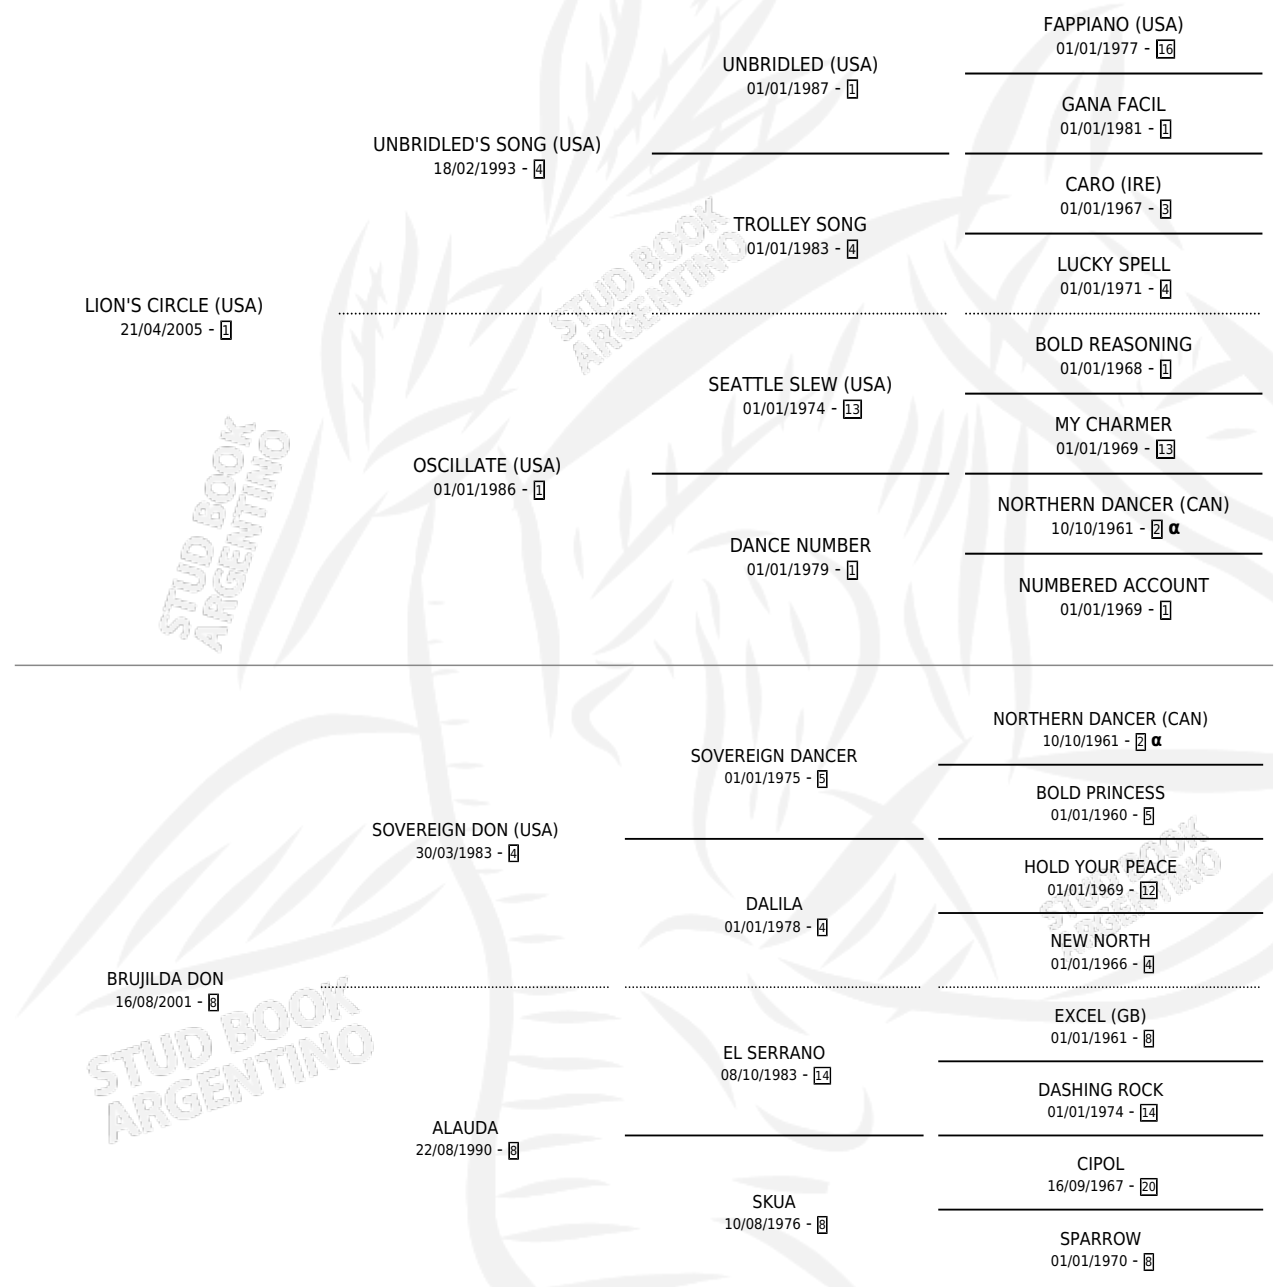 FAPPIANO (USA)
01/01/1977 - 16
UNBRIDLED (USA)
01/01/1987 - 1
GANA FACIL
01/01/1981 - 1
UNBRIDLED'S SONG (USA)
18/02/1993 - 4
CARO (IRE)
01/01/1967 - 3
TROLLEY SONG
01/01/1983 - 4
LUCKY SPELL
01/01/1971 - 4
LION'S CIRCLE (USA)
21/04/2005 - 1
STUD BOOK
ARGENTINO
BOLD REASONING
01/01/1968 - 1
SEATTLE SLEW (USA)
01/01/1974 - 13
MY CHARMER
01/01/1969 - 13
OSCILLATE (USA)
01/01/1986 - 1
NORTHERN DANCER (CAN)
10/10/1961 - 2 α
DANCE NUMBER
01/01/1979 - 1
NUMBERED ACCOUNT
01/01/1969 - 1
STUD BOOK
ARGENTINO
NORTHERN DANCER (CAN)
10/10/1961 - 2 α
SOVEREIGN DANCER
01/01/1975 - 5
BOLD PRINCESS
01/01/1960 - 5
SOVEREIGN DON (USA)
30/03/1983 - 4
HOLD YOUR PEACE
01/01/1969 - 12
STUD BOOK
ARGENTINO
DALILA
01/01/1978 - 4
NEW NORTH
01/01/1966 - 4
BRUJILDA DON
16/08/2001 - 8
STUD BOOK
ARGENTINO
EXCEL (GB)
01/01/1961 - 8
EL SERRANO
08/10/1983 - 14
DASHING ROCK
01/01/1974 - 14
ALAUDA
22/08/1990 - 8
CIPOL
16/09/1967 - 20
SKUA
10/08/1976 - 8
SPARROW
01/01/1970 - 8